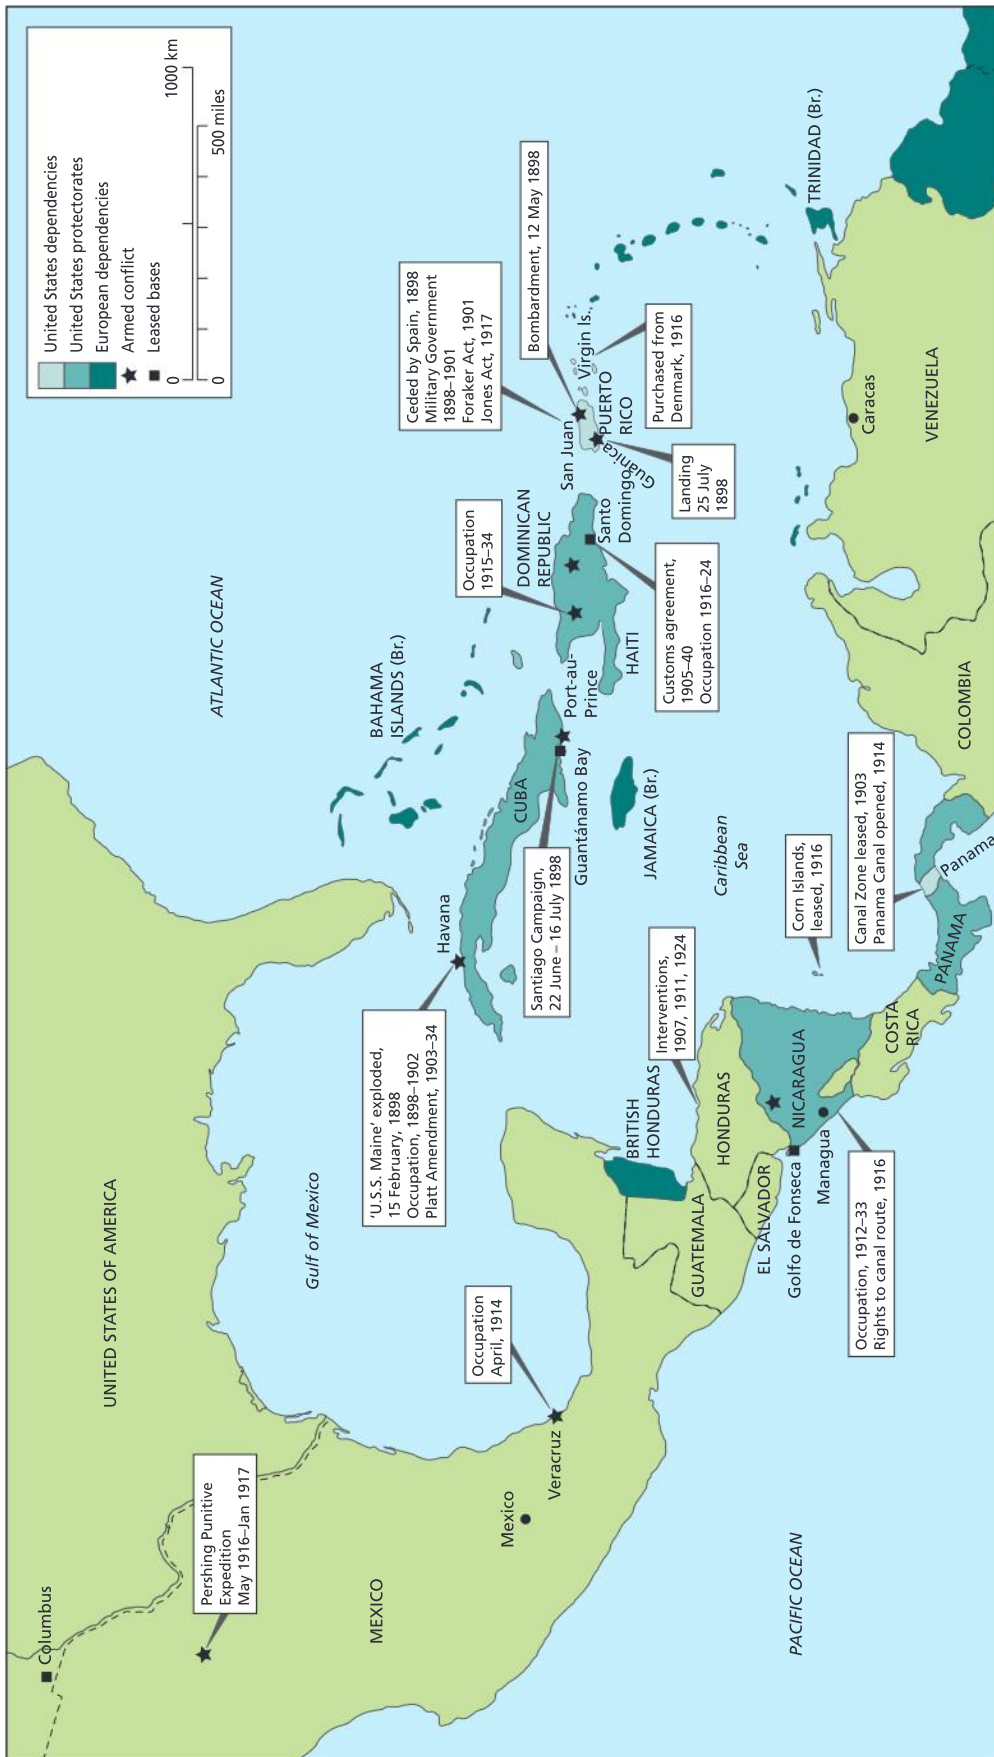 United States dependencies
United States protectorates
European dependencies
Armed conflict
Leased bases
0
1000 km
0
500 miles
Columbus
UNITED STATES OF AMERICA
ATLANTIC OCEAN
Pershing Punitive
Expedition
May 1916–Jan 1917
MEXICO
Gulf of Mexico
BAHAMA
ISLANDS (Br.)
'U.S.S. Maine' exploded,
15 February, 1898
Occupation, 1898–1902
Platt Amendment, 1903–34
Havana
Ceded by Spain, 1898
Military Government
1898–1901
Foraker Act, 1901
Jones Act, 1917
Occupation
1915–34
Occupation
April, 1914
Mexico
Veracruz
CUBA
DOMINICAN
REPUBLIC
Bombardment, 12 May 1898
Santiago Campaign,
22 June – 16 July 1898
Guantánamo Bay
Port-au-
Prince
HAITI
Santo
Domingo
San Juan
PUERTO
RICO
Guánica
Virgin Is.
Purchased from
Denmark, 1916
Landing
25 July
1898
Customs agreement,
1905–40
Occupation 1916–24
JAMAICA (Br.)
BRITISH
HONDURAS
Interventions,
1907, 1911, 1924
Caribbean
Sea
GUATEMALA
HONDURAS
EL SALVADOR
Golfo de Fonseca
NICARAGUA
Managua
Corn Islands,
leased, 1916
TRINIDAD (Br.)
PACIFIC OCEAN
Occupation, 1912–33
Rights to canal route, 1916
COSTA
RICA
Canal Zone leased, 1903
Panama Canal opened, 1914
PANAMA
Panama
COLOMBIA
Caracas
VENEZUELA